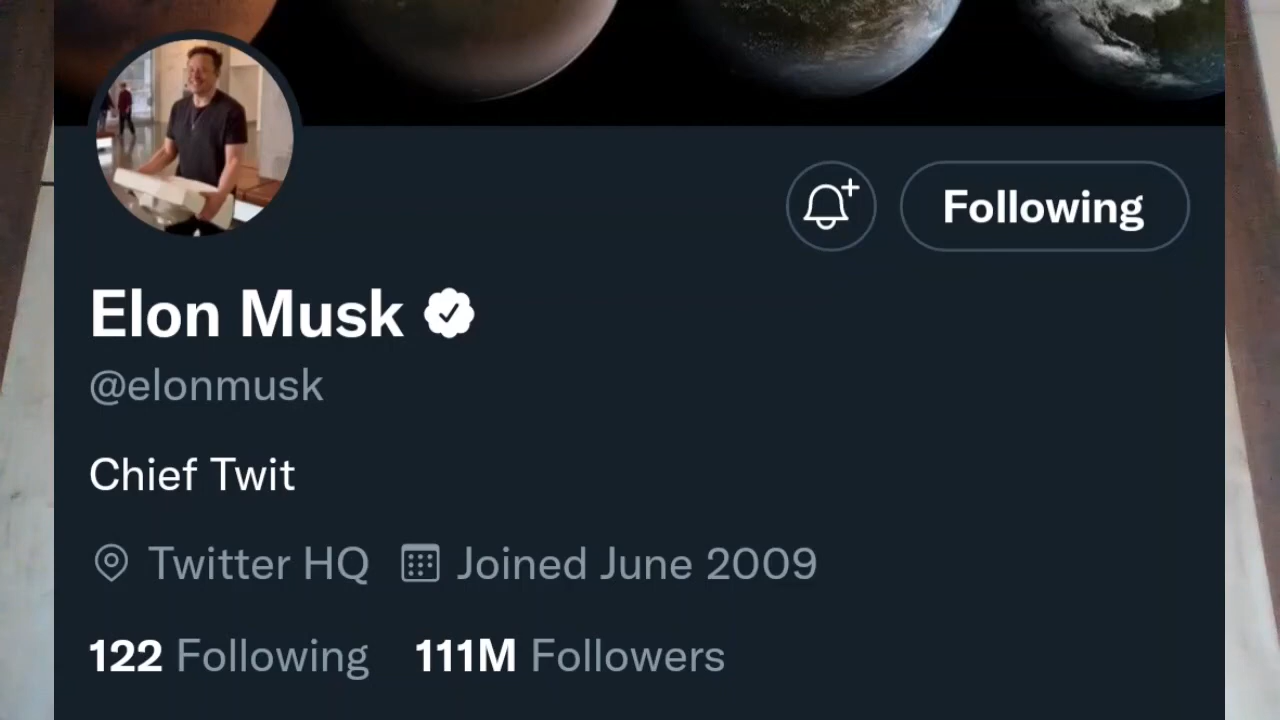 Following
Elon Musk
@elonmusk
Chief Twit
Twitter HQ Joined June 2009
122 Following 111M Followers